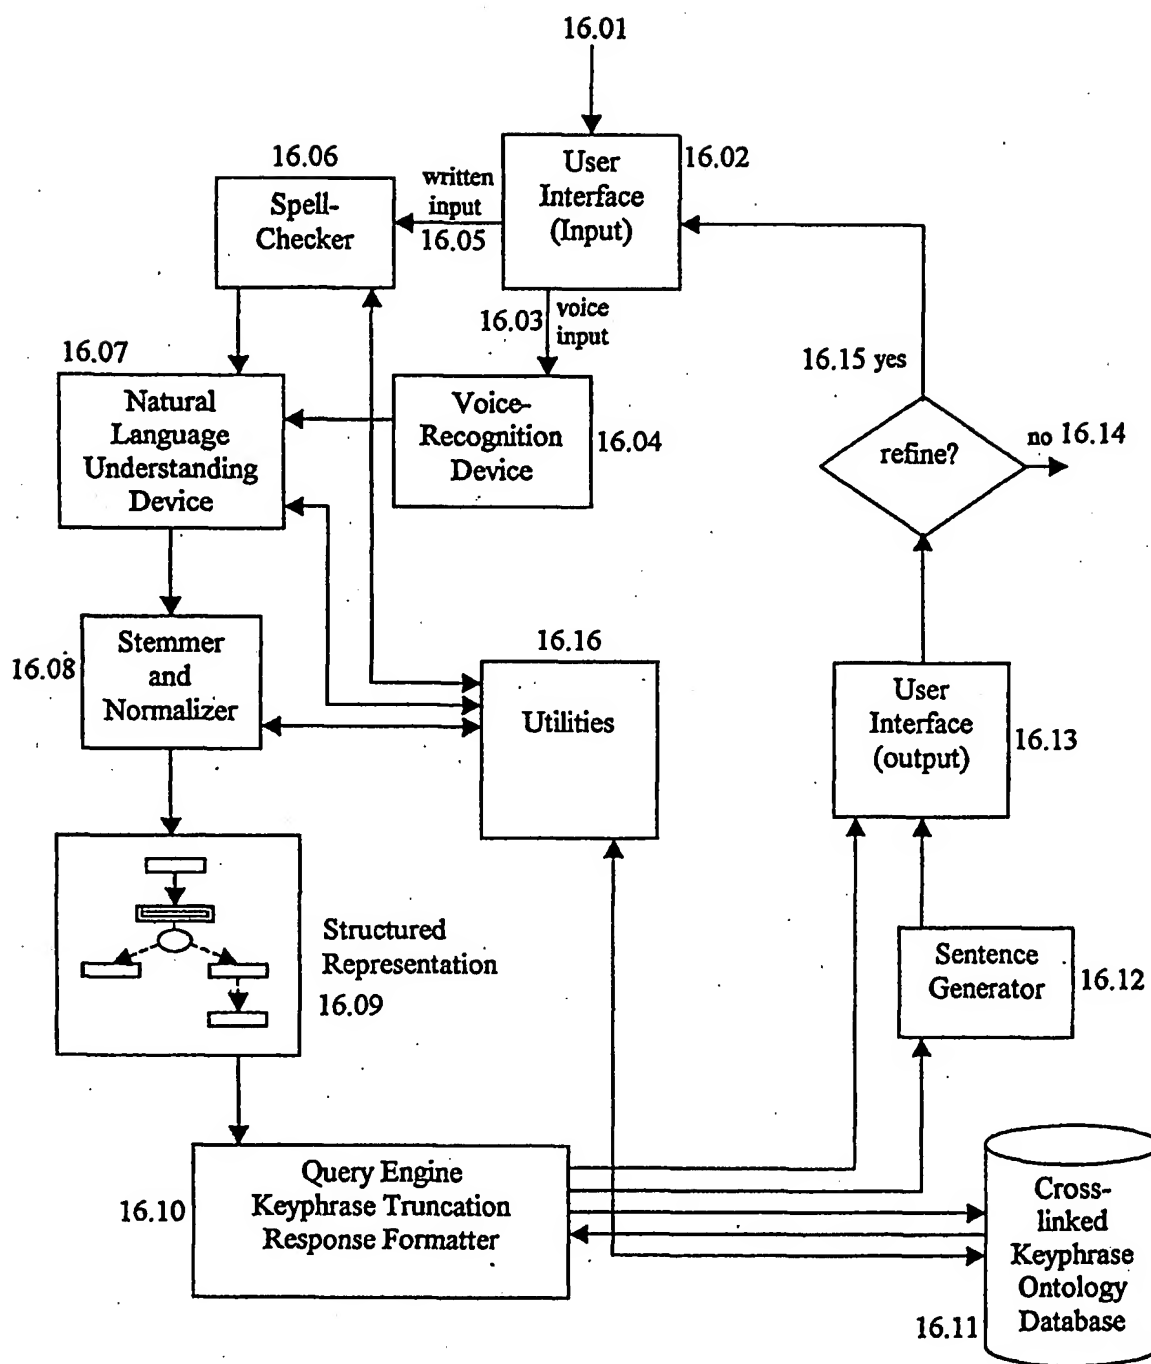 16.01
User
Interface
(Input)
16.02
written
input
16.05
16.06
Spell-
Checker
16.03
voice
input
16.07
Natural
Language
Understanding
Device
Voice-
Recognition
Device
16.04
16.15 yes
refine?
no 16.14
16.08
Stemmer
and
Normalizer
16.16
Utilities
User
Interface
(output)
16.13
Structured
Representation
16.09
Sentence
Generator
16.12
16.10
Query Engine
Keyphrase Truncation
Response Formatter
Cross-
linked
Keyphrase
Ontology
Database
16.11